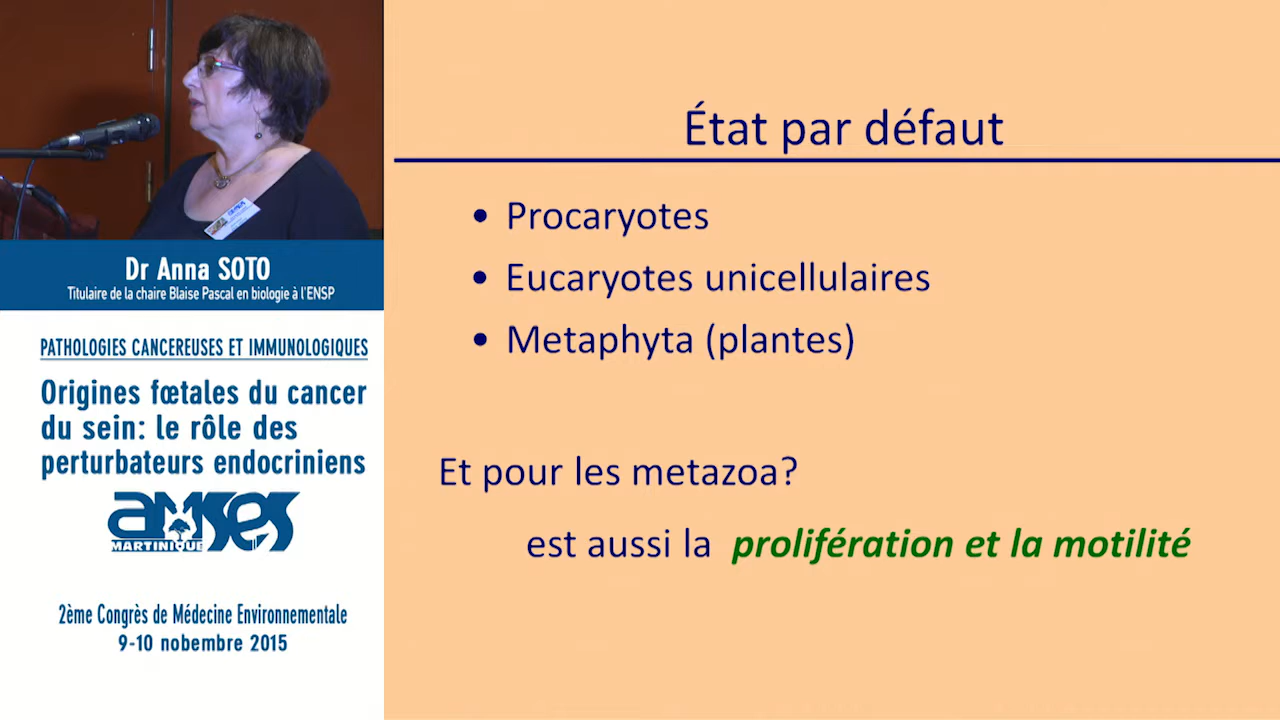 Dr Anna SOTO
Titulaire de la chaire Blaise Pascal en biologie à l'ENSP
PATHOLOGIES CANCEREUSES ET IMMUNOLOGIQUES
Origines fœtales du cancer
du sein: le rôle des
perturbateurs endocriniens
amses
MARTINIQUE
2ème Congrès de Médecine Environnementale
9-10 nobembre 2015
État par défaut
• Procaryotes
• Eucaryotes unicellulaires
• Metaphyta (plantes)
Et pour les metazoa?
est aussi la prolifération et la motilité